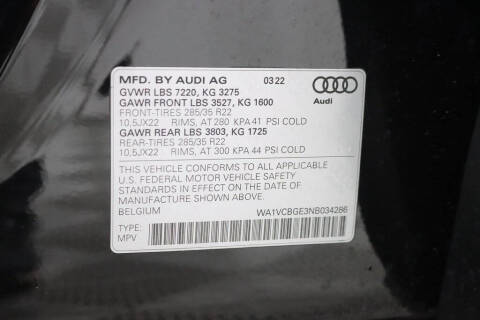 MFD. BY AUDI AG 03 22
GVWR LBS 7220, KG 3275
GAWR FRONT LBS 3527, KG 1600
FRONT-TIRES 285/35 R22
10,5JX22 RIMS, AT 280 KPA 41 PSI COLD
GAWR REAR LBS 3803, KG 1725
REAR-TIRES 285/35 R22
10,5JX22 RIMS, AT 300 KPA 44 PSI COLD
Audi
THIS VEHICLE CONFORMS TO ALL APPLICABLE
U.S. FEDERAL MOTOR VEHICLE SAFETY
STANDARDS IN EFFECT ON THE DATE OF
MANUFACTURE SHOWN ABOVE.
BELGIUM WA1VCBGE3NB034286
TYPE:
MPV